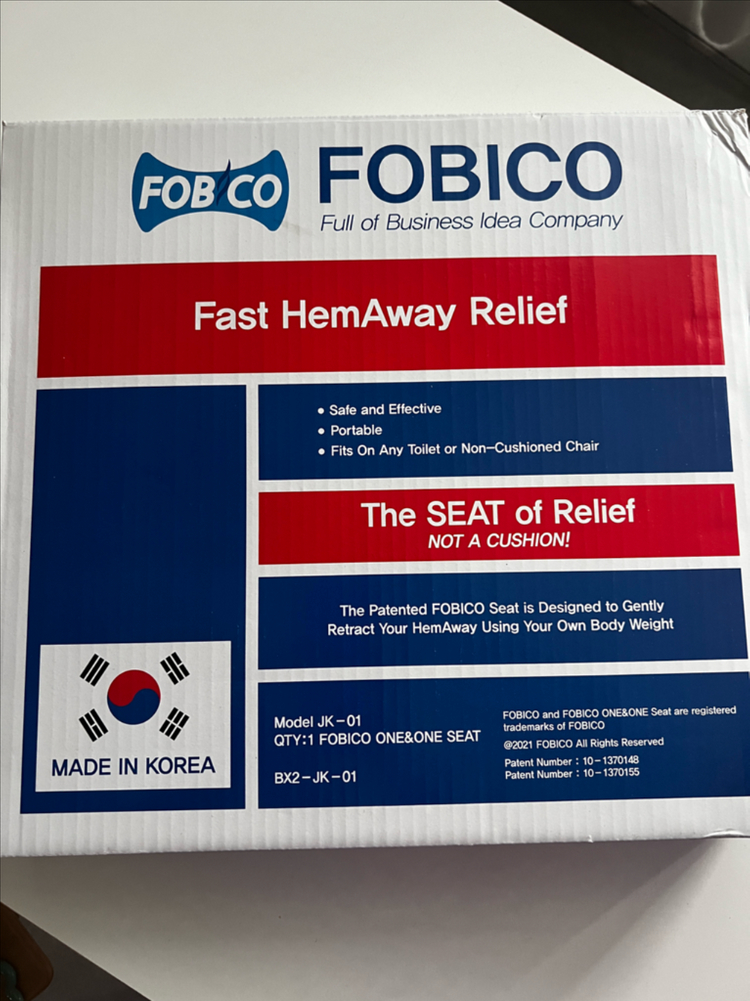 FOBICO
FOBICO
Full of Business Idea Company
Fast HemAway Relief
• Safe and Effective
• Portable
• Fits On Any Toilet or Non-Cushioned Chair
The SEAT of Relief
NOT A CUSHION!
The Patented FOBICO Seat is Designed to Gently
Retract Your HemAway Using Your Own Body Weight
MADE IN KOREA
Model JK-01
QTY:1 FOBICO ONE&ONE SEAT
BX2-JK-01
FOBICO and FOBICO ONE&ONE Seat are registered
trademarks of FOBICO
@2021 FOBICO All Rights Reserved
Patent Number : 10-1370148
Patent Number : 10-1370155